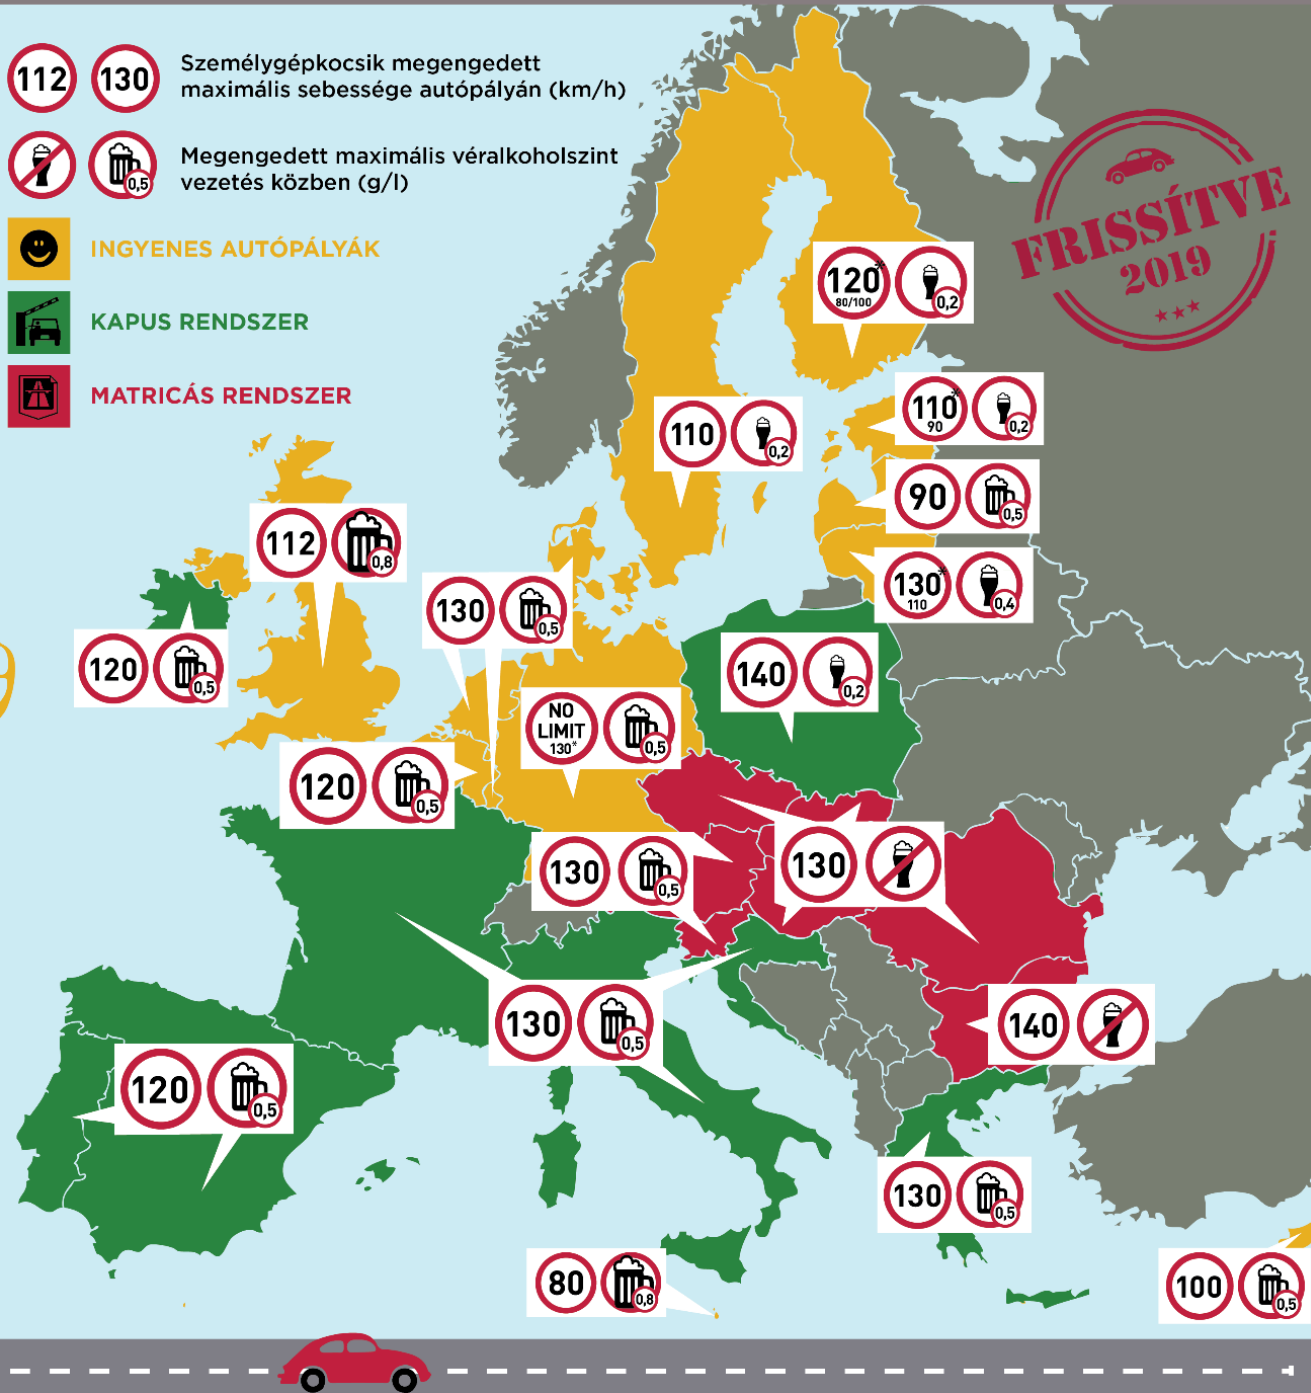 112 130 Személygépkocsik megengedett
maximális sebessége autópályán (km/h)
Megengedett maximális véralkoholszint
0,5 vezetés közben (g/l)
INGYENES AUTÓPÁLYÁK
KAPUS RENDSZER
MATRICÁS RENDSZER
FRISSÍTVE
2019
120*
80/100 0,2
110*
90 0,2
110 0,2
90 0,5
112 0,8
130*
110 0,4
130 0,5
120 0,5
140 0,2
NO
LIMIT
130* 0,5
120 0,5
130 0,5
130
130 0,5
140
120 0,5
130 0,5
80 0,8
100 0,5